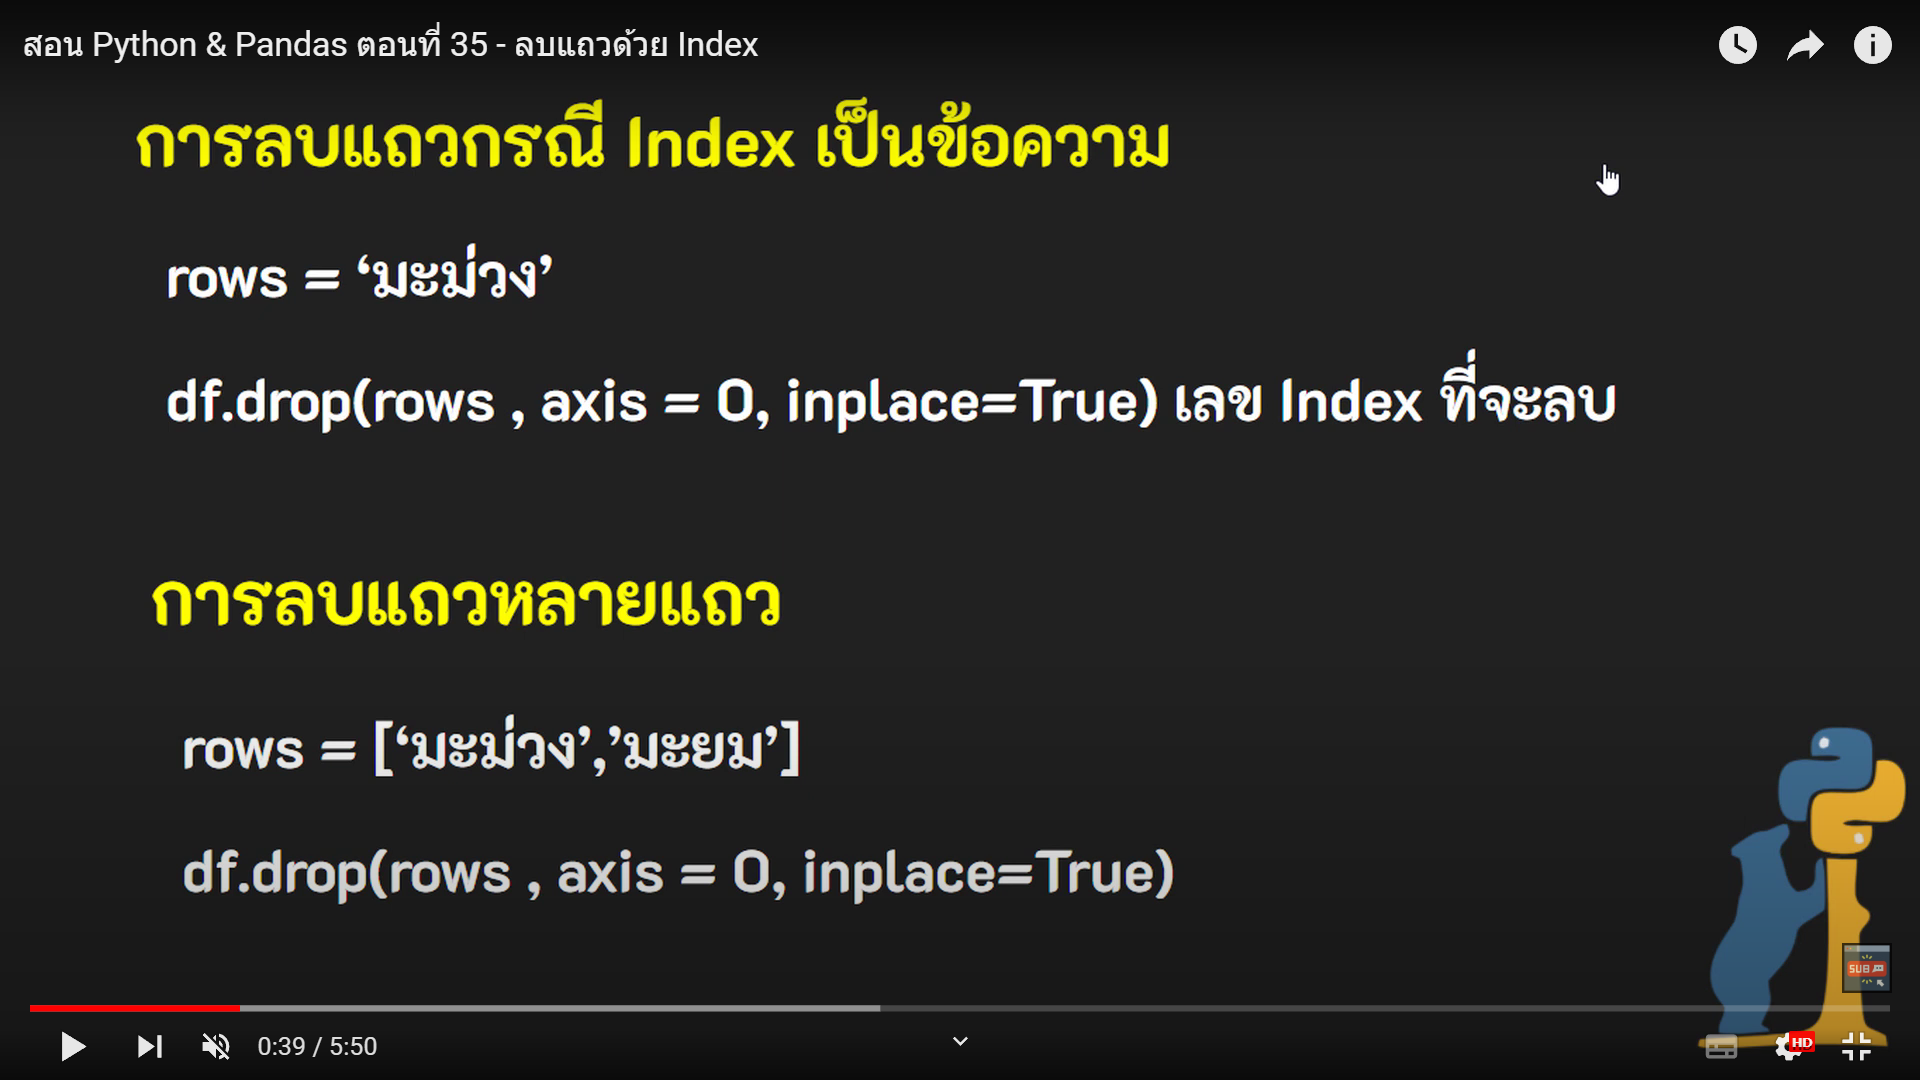 สอน Python & Pandas ตอนที่ 35 - ลบแถวด้วย Index
การลบแถวกรณี Index เป็นข้อความ
rows = ‘มะม่วง’
df.drop(rows , axis = 0, inplace=True) เลข Index ที่จะลบ
การลบแถวหลายแถว
rows = [‘มะม่วง’,’มะยม’]
df.drop(rows , axis = 0, inplace=True)
SUB
0:39 / 5:50
HD